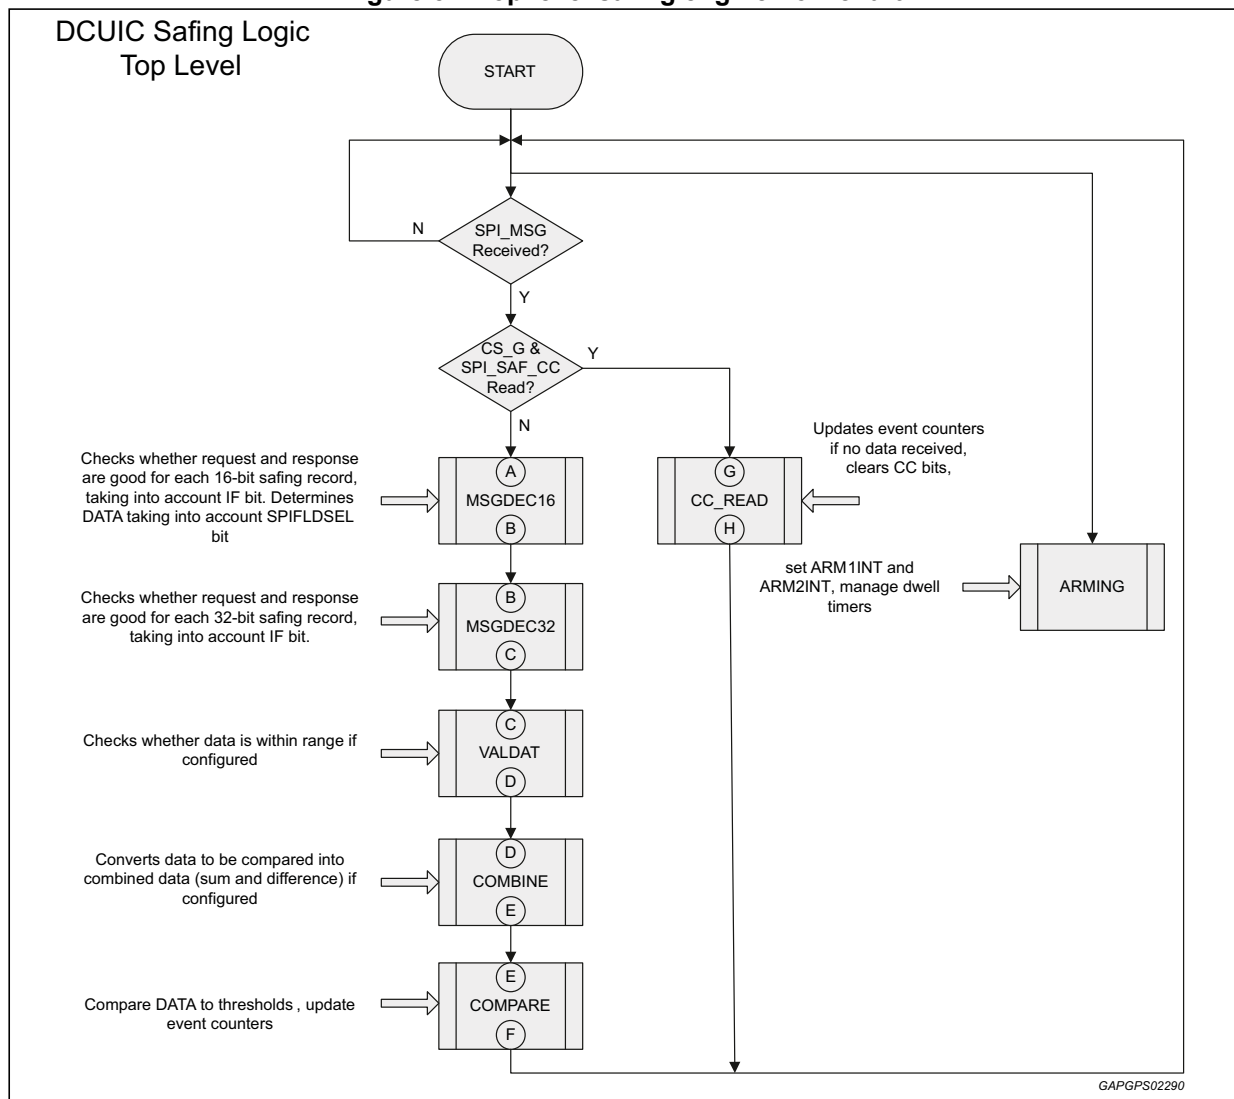 DCUIC Safing Logic
Top Level
START
N
SPI_MSG
Received?
Y
CS_G &
SPI_SAF_CC
Read?
Y
N
Checks whether request and response
are good for each 16-bit safing record,
taking into account IF bit. Determines
DATA taking into account SPIFLDSEL
bit
A
MSGDEC16
B
Updates event counters
if no data received,
clears CC bits,
G
CC_READ
H
set ARM1INT and
ARM2INT, manage dwell
timers
ARMING
Checks whether request and response
are good for each 32-bit safing record,
taking into account IF bit.
B
MSGDEC32
C
Checks whether data is within range if
configured
C
VALDAT
D
Converts data to be compared into
combined data (sum and difference) if
configured
D
COMBINE
E
Compare DATA to thresholds , update
event counters
E
COMPARE
F
GAPGPS02290